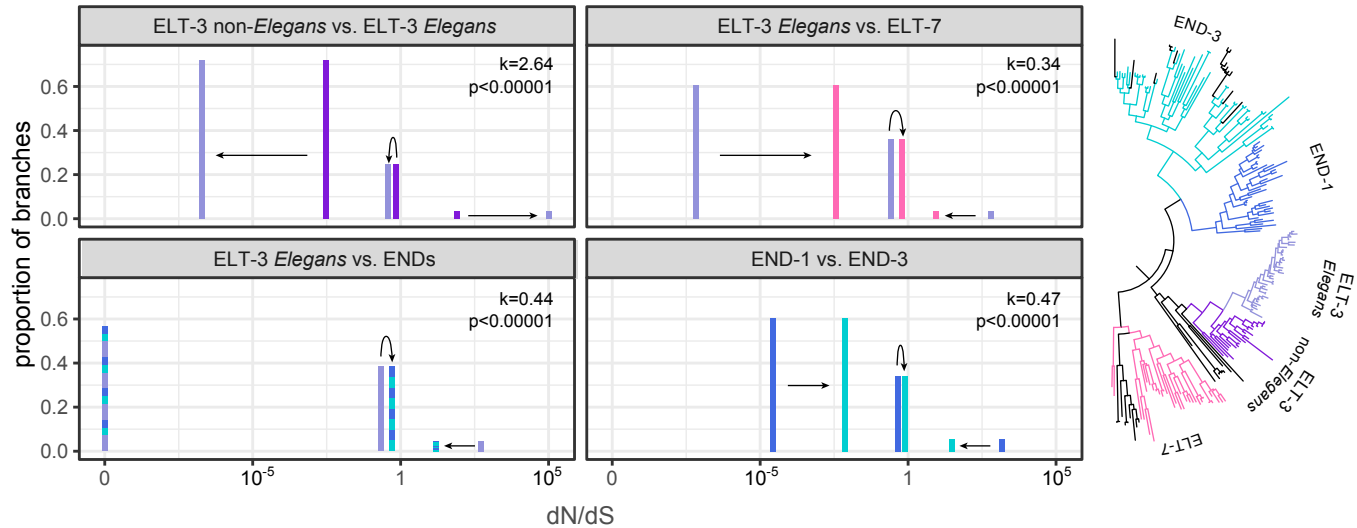 ELT-3 non-Elegans vs. ELT-3 Elegans
k=2.64
p<0.00001
ELT-3 Elegans vs. ELT-7
k=0.34
p<0.00001
0.6
0.4
0.2
0.0
proportion of branches
ELT-3 Elegans vs. ENDs
k=0.44
p<0.00001
END-1 vs. END-3
k=0.47
p<0.00001
0.6
0.4
0.2
0.0
0
10⁻⁵
1
10⁵
0
10⁻⁵
1
10⁵
dN/dS
END-3
END-1
ELT-3
Elegans
ELT-3
non-Elegans
ELT-7